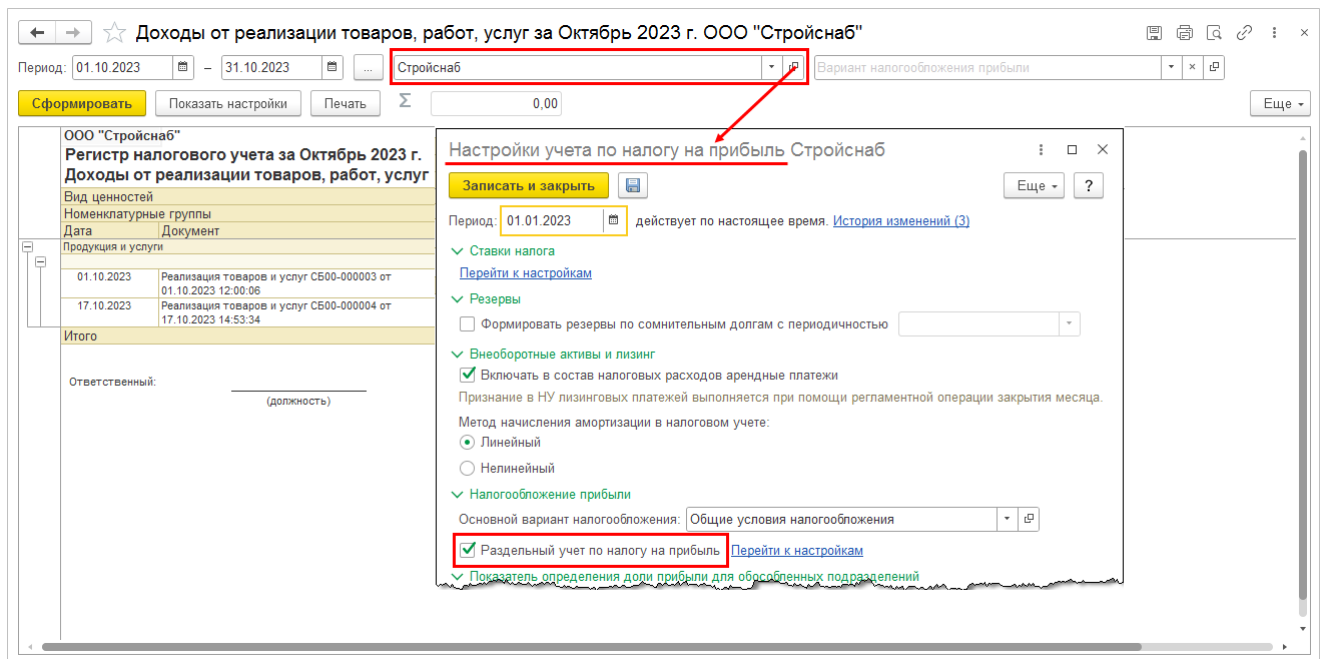 Доходы от реализации товаров, работ, услуг за Октябрь 2023 г. ООО "Стройснаб"
Период: 01.10.2023 – 31.10.2023 ... Стройснаб Вариант налогообложения прибыли
Сформировать Показать настройки Печать Σ 0,00 Еще
ООО "Стройснаб"
Регистр налогового учета за Октябрь 2023 г.
Доходы от реализации товаров, работ, услуг
Вид ценностей
Номенклатурные группы
Дата Документ
Продукция и услуги
01.10.2023 Реализация товаров и услуг СБ00-000003 от
01.10.2023 12:00:06
17.10.2023 Реализация товаров и услуг СБ00-000004 от
17.10.2023 14:53:34
Итого
Ответственный:
(должность)
Настройки учета по налогу на прибыль Стройснаб
Записать и закрыть Еще ?
Период: 01.01.2023 действует по настоящее время. История изменений (3)
Ставки налога
Перейти к настройкам
Резервы
Формировать резервы по сомнительным долгам с периодичностью
Внеоборотные активы и лизинг
Включать в состав налоговых расходов арендные платежи
Признание в НУ лизинговых платежей выполняется при помощи регламентной операции закрытия месяца.
Метод начисления амортизации в налоговом учете:
Линейный
Нелинейный
Налогообложение прибыли
Основной вариант налогообложения: Общие условия налогообложения
Раздельный учет по налогу на прибыль Перейти к настройкам
Показатель определения доли прибыли для обособленных подразделений